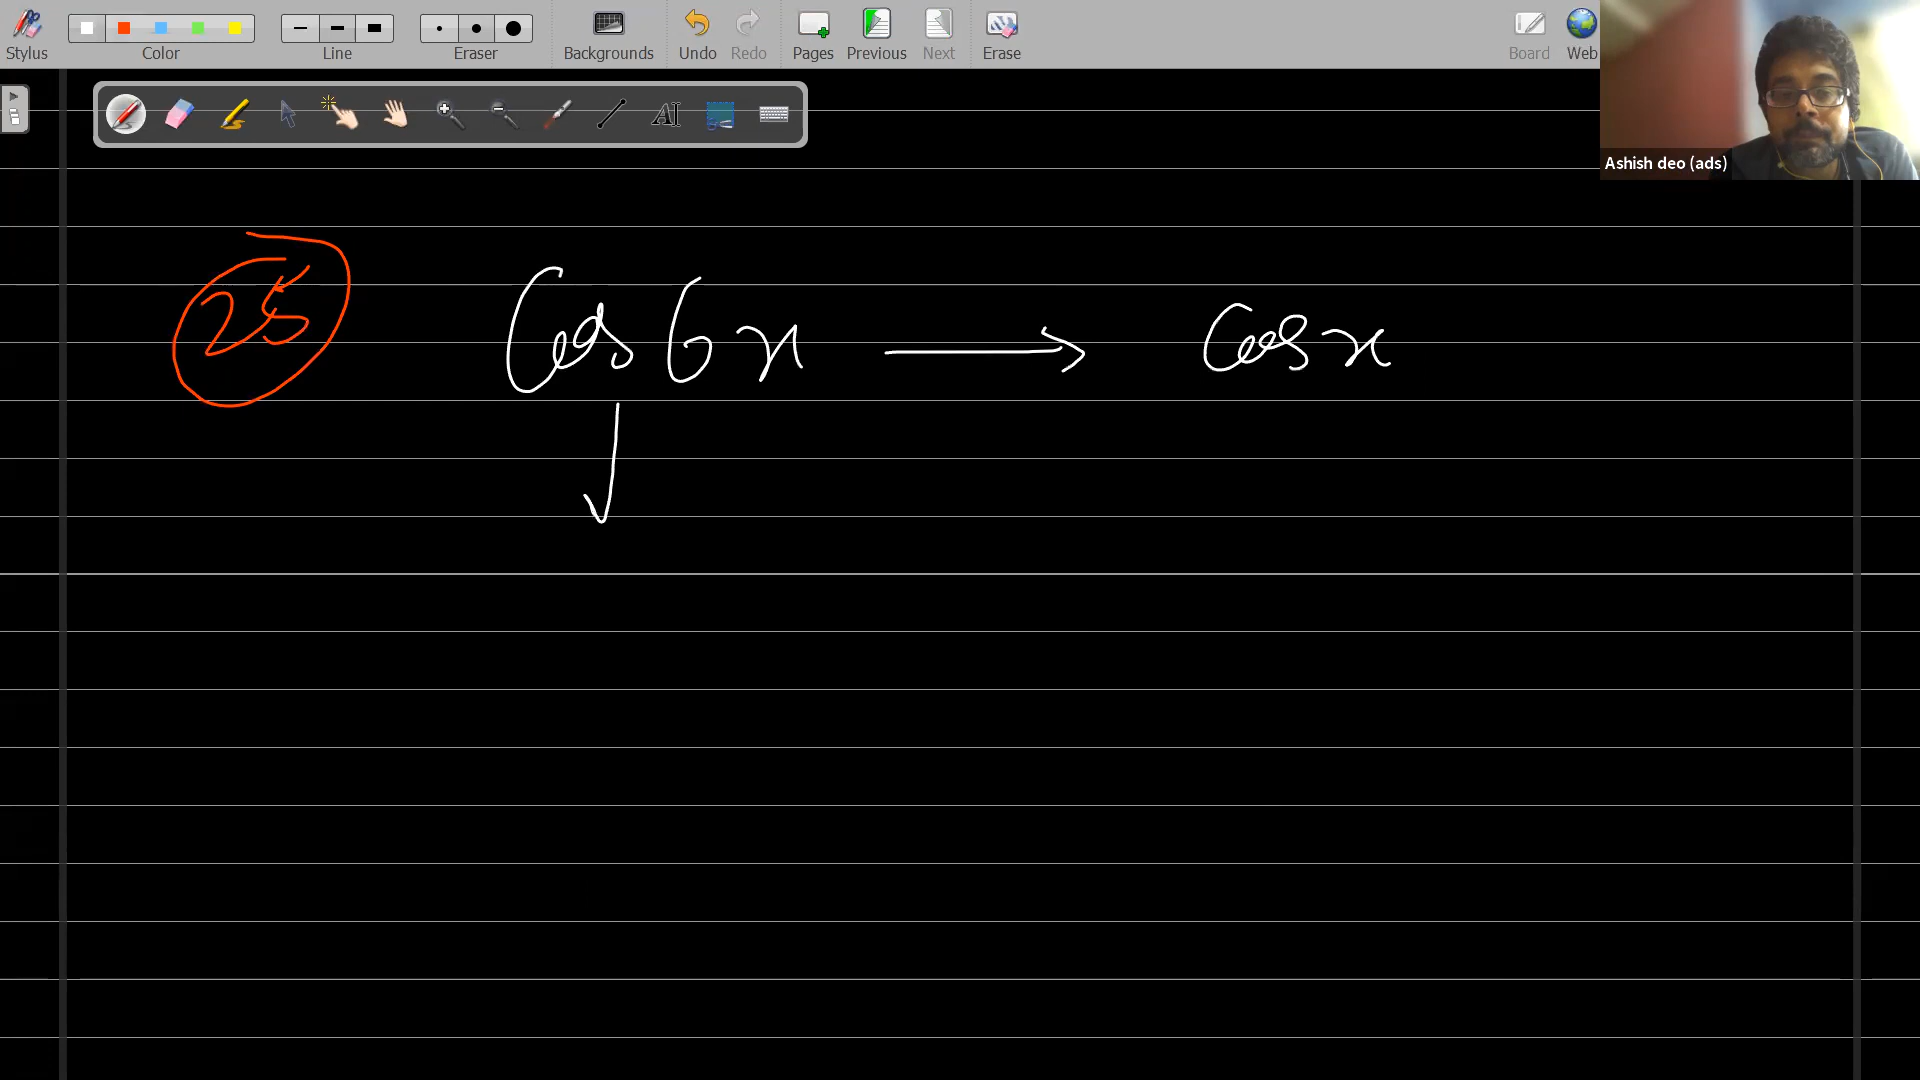 Stylus Color Line Eraser Backgrounds Undo Redo Pages Previous Next Erase Board Web
AI
Ashish deo (ads)
25 Cos 6x → Cos x
↓